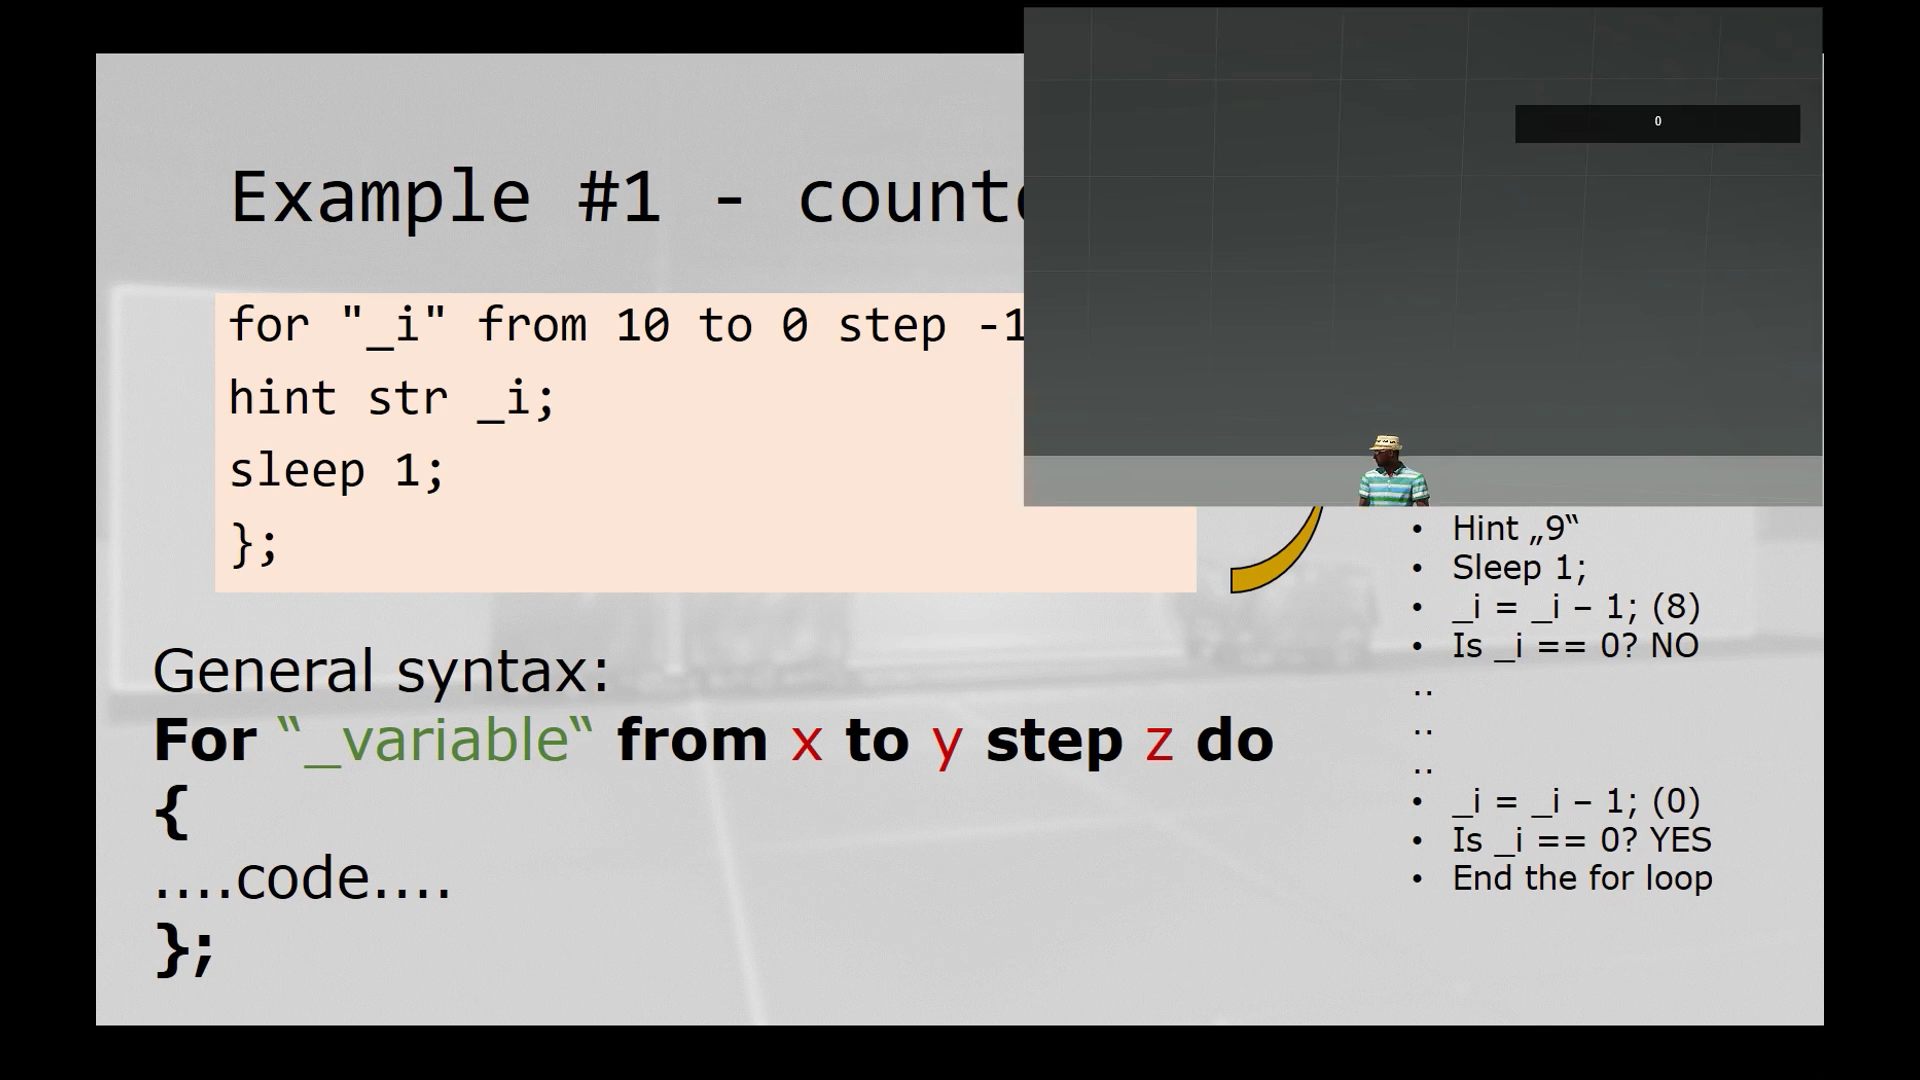 Example #1 - count
0
for "_i" from 10 to 0 step -1
hint str _i;
sleep 1;
};
General syntax:
For “_variable“ from x to y step z do
{
....code....
};
• Hint „9“
• Sleep 1;
• _i = _i – 1; (8)
• Is _i == 0? NO
..
..
..
• _i = _i – 1; (0)
• Is _i == 0? YES
• End the for loop